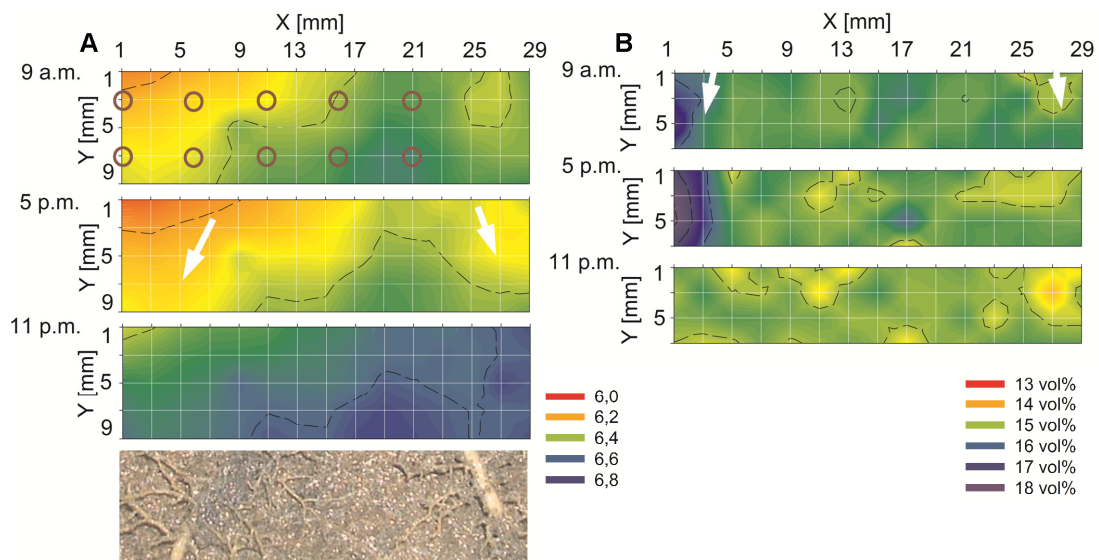 A
X [mm]
1 5 9 13 17 21 29
9 a.m.
Y [mm]
1
5
9
5 p.m.
Y [mm]
1
5
9
11 p.m.
Y [mm]
1
5
9
6,0
6,2
6,4
6,6
6,8
B
X [mm]
1 5 9 13 17 21 25 29
9 a.m.
Y [mm]
1
5
5 p.m.
Y [mm]
1
5
11 p.m.
Y [mm]
1
5
13 vol%
14 vol%
15 vol%
16 vol%
17 vol%
18 vol%